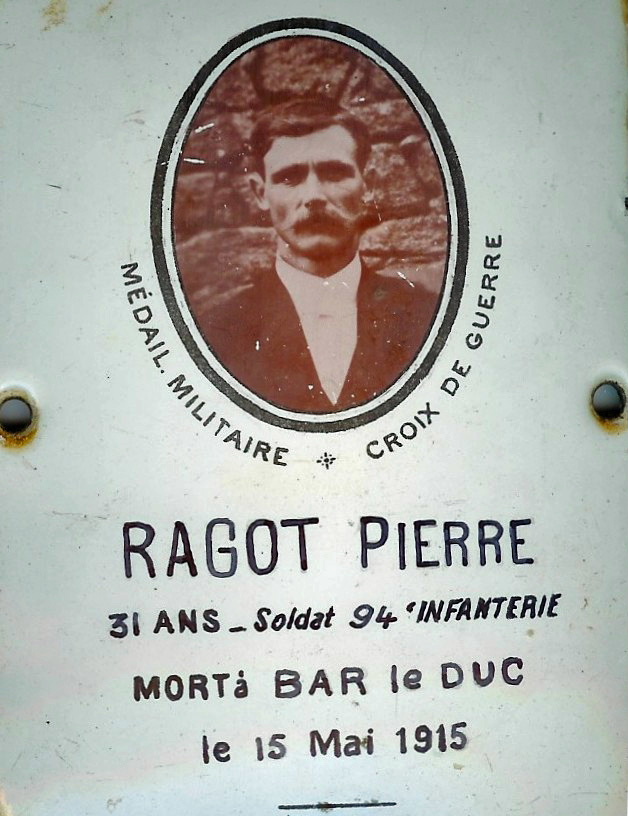 MÉDAIL. MILITAIRE ※ CROIX DE GUERRE
RAGOT PIERRE
31 ANS _ Soldat 94e INFANTERIE
MORT à BAR le DUC
le 15 Mai 1915